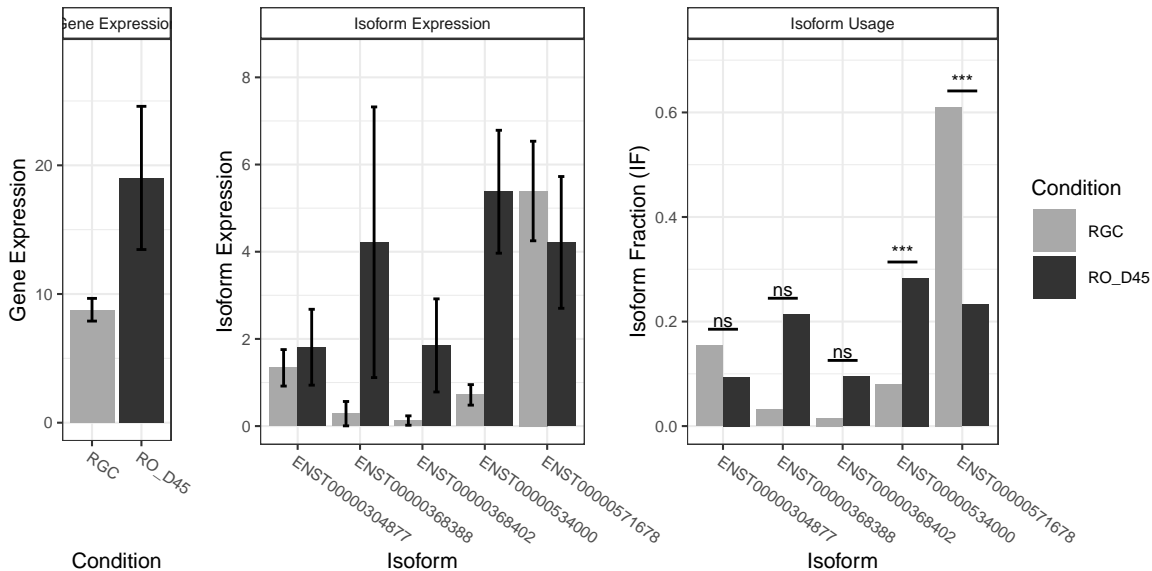 Gene Expression
Isoform Expression
Isoform Usage
Gene Expression
20
10
0
RGC
RO_D45
Condition
Isoform Expression
8
6
4
2
0
ENST00000304877
ENST00000368388
ENST00000368402
ENST00000534000
ENST00000571678
Isoform
Isoform Fraction (IF)
0.6
0.4
0.2
0.0
ns
ns
ns
***
***
ENST00000304877
ENST00000368388
ENST00000368402
ENST00000534000
ENST00000571678
Isoform
Condition
RGC
RO_D45